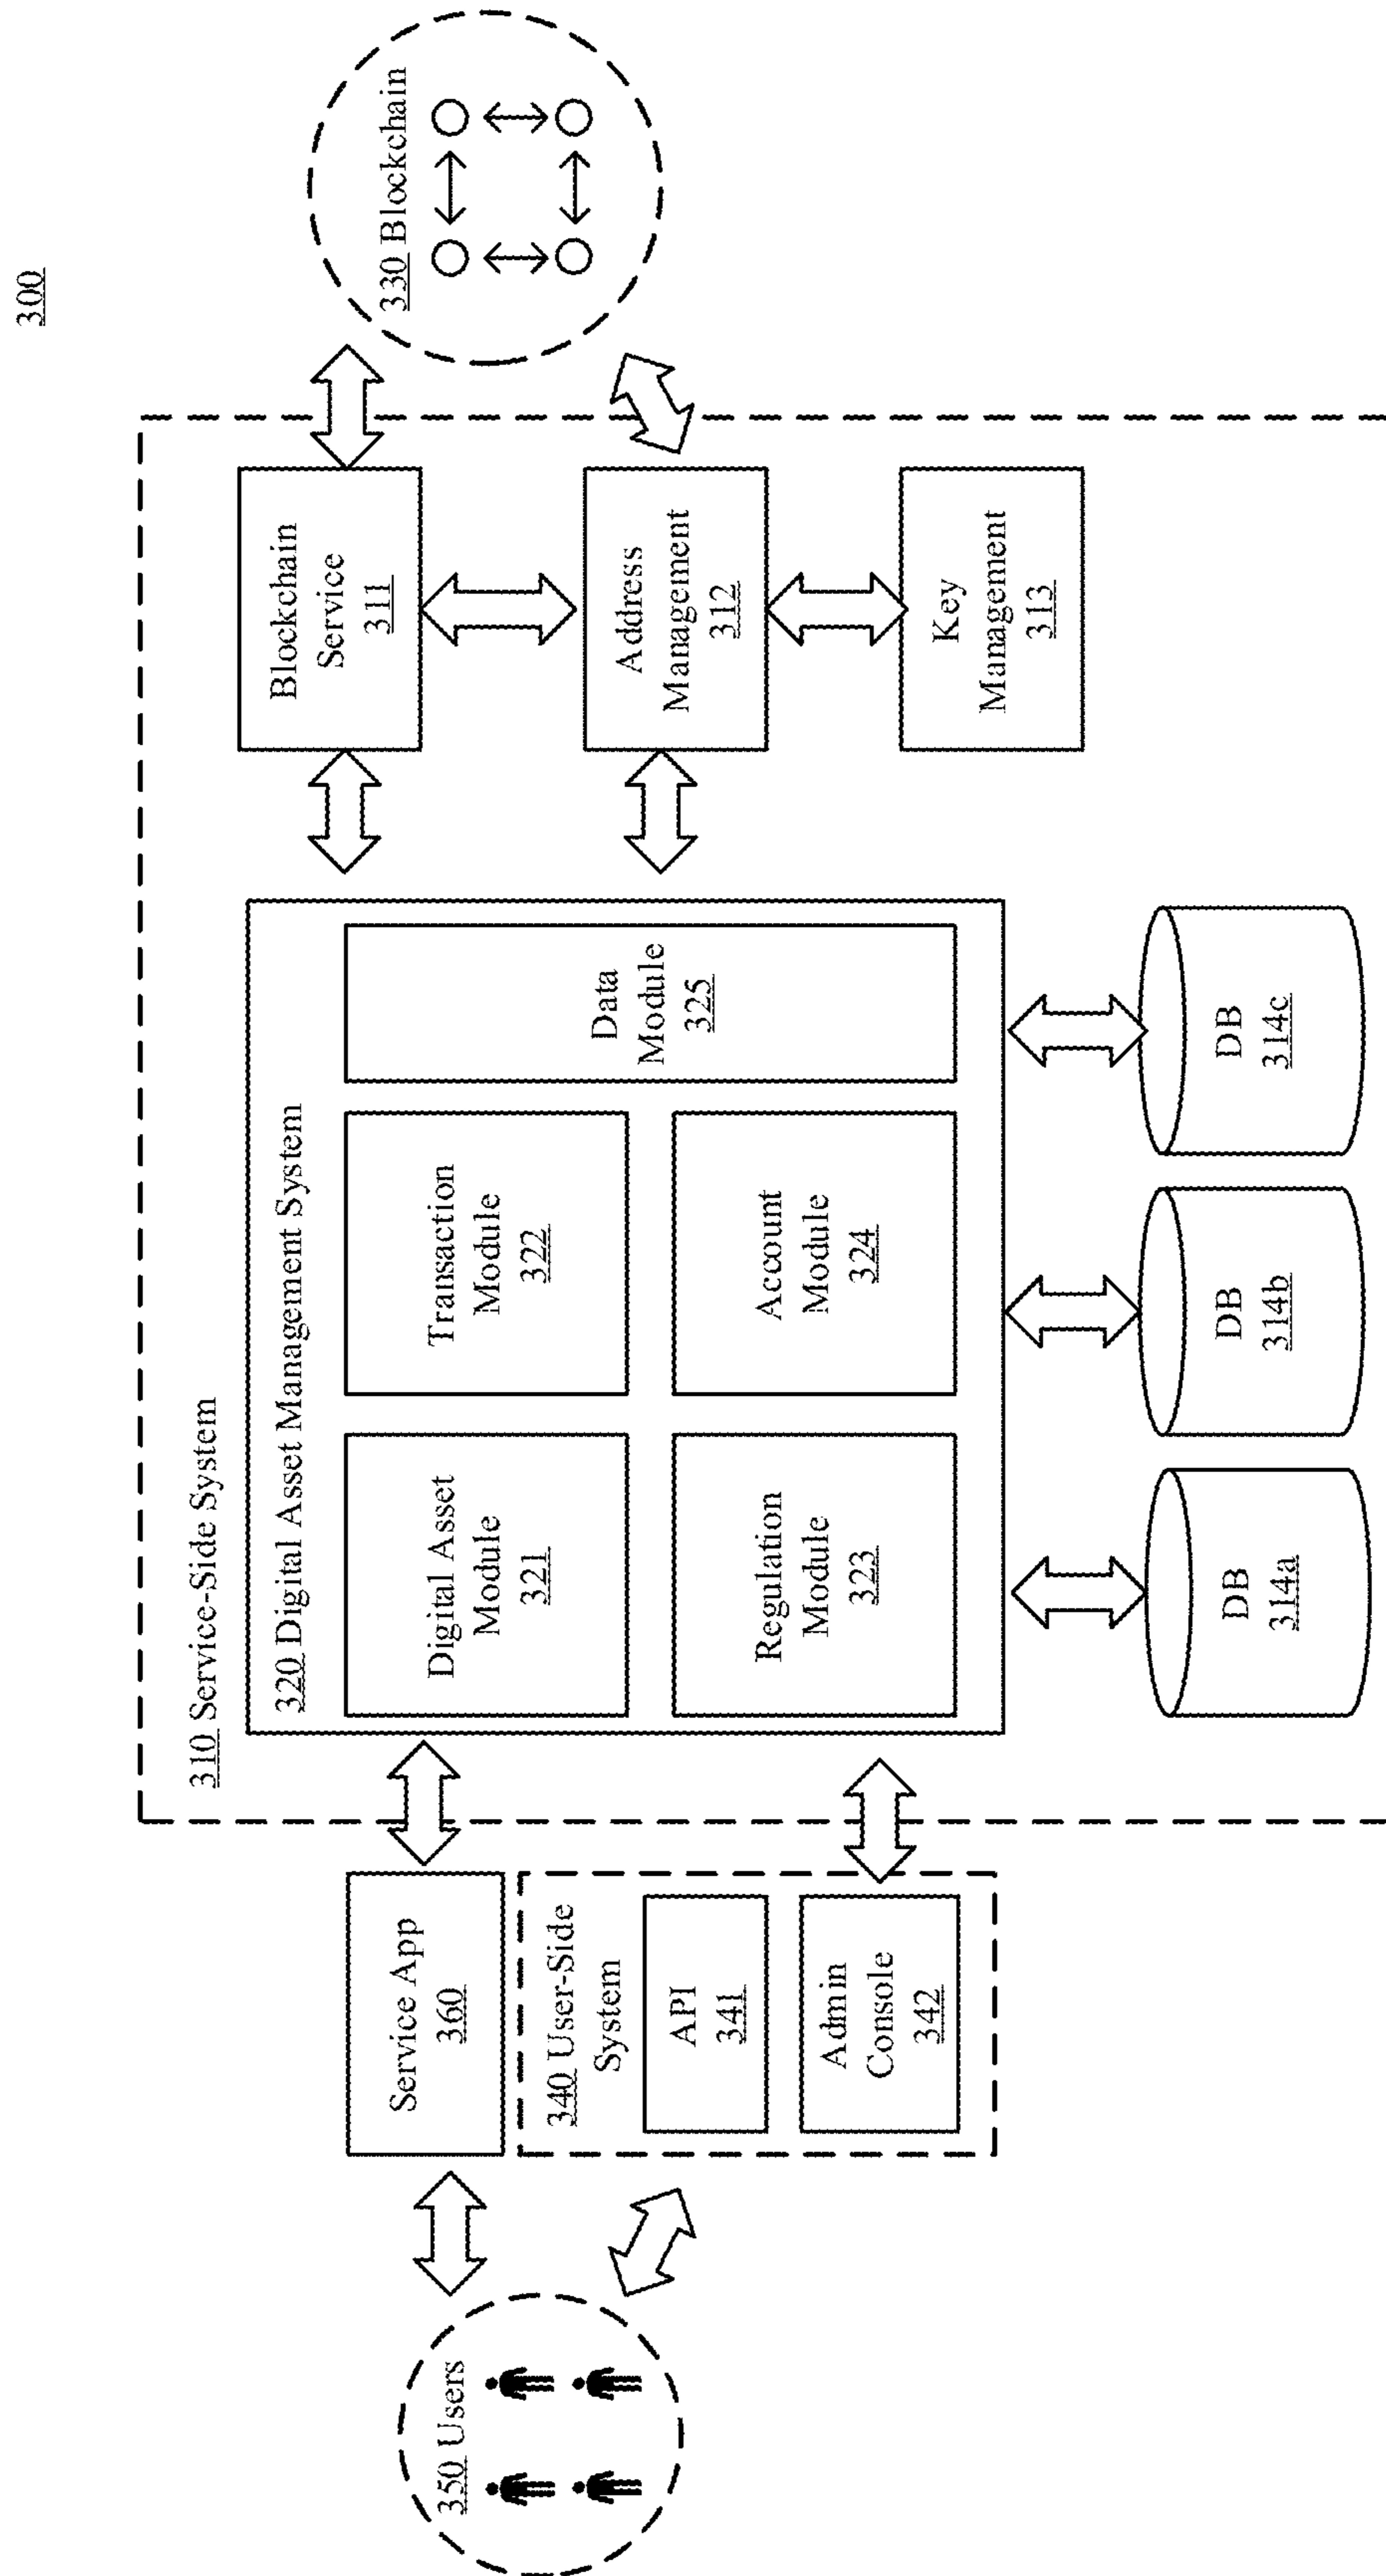 300
310 Service-Side System
320 Digital Asset Management System
Digital Asset
Module
321
Transaction
Module
322
Regulation
Module
323
Account
Module
324
Data
Module
325
Blockchain
Service
311
Address
Management
312
Key
Management
313
330 Blockchain
Service App
360
340 User-Side
System
API
341
Admin
Console
342
350 Users
DB
314a
DB
314b
DB
314c